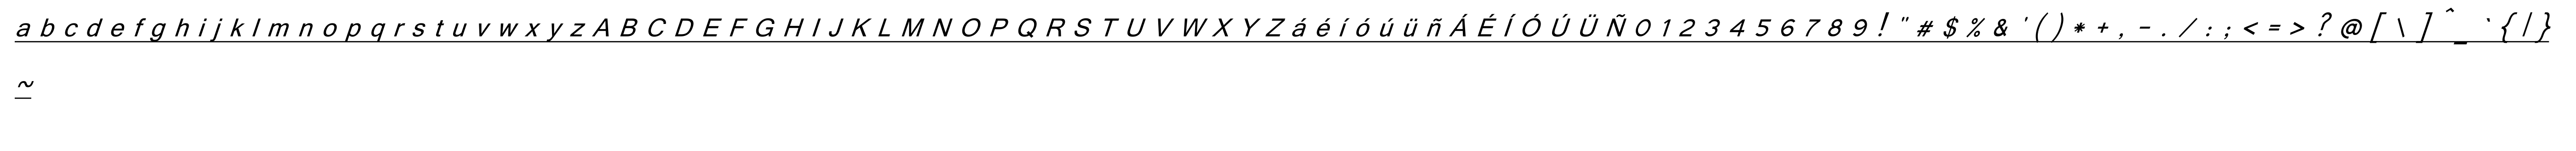 a b c d e f g h i j k l m n o p q r s t u v w x y z A B C D E F G H I J K L M N O P Q R S T U V W X Y Z á é í ó ú ü ñ Á É Í Ó Ú Ü Ñ 0 1 2 3 4 5 6 7 8 9 ! " # $ % & ' ( ) * + , - . / : ; < = > ? @ [ \ ] ^ _ ` { | }
~